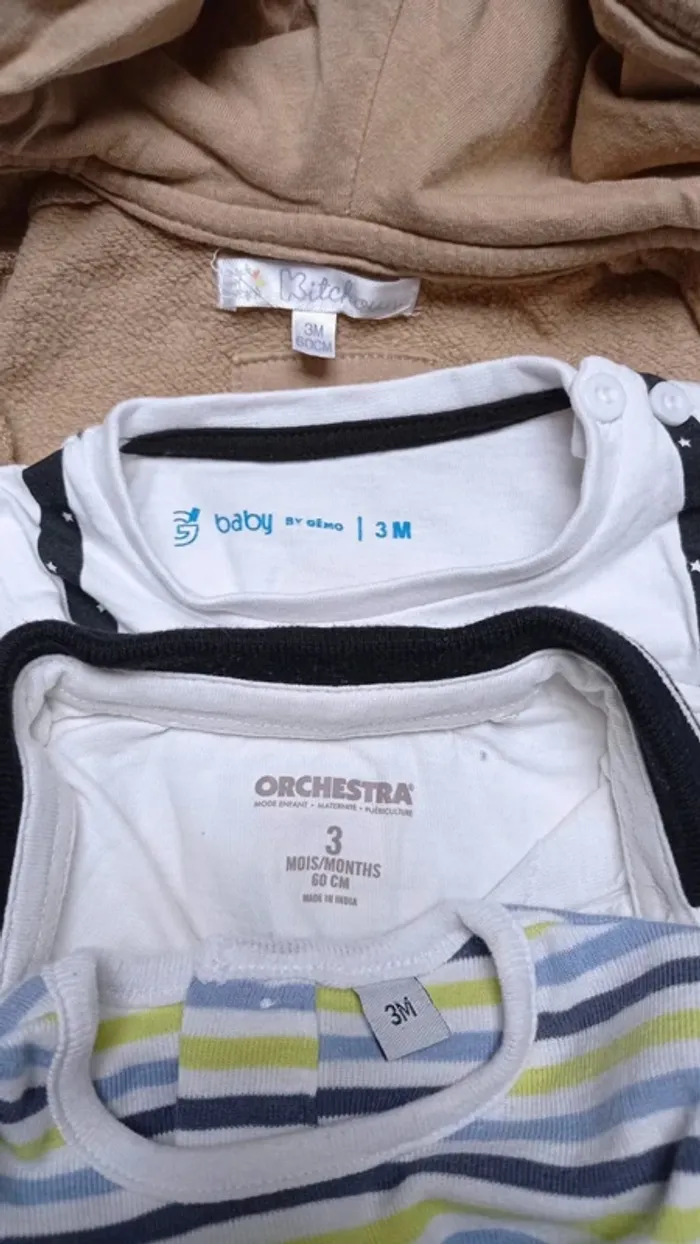 Kitchoun
3M
60CM
baby BY GÉMO | 3M
ORCHESTRA
MODE ENFANT • MATERNITÉ • PUÉRICULTURE
3
MOIS/MONTHS
60 CM
MADE IN INDIA
3M